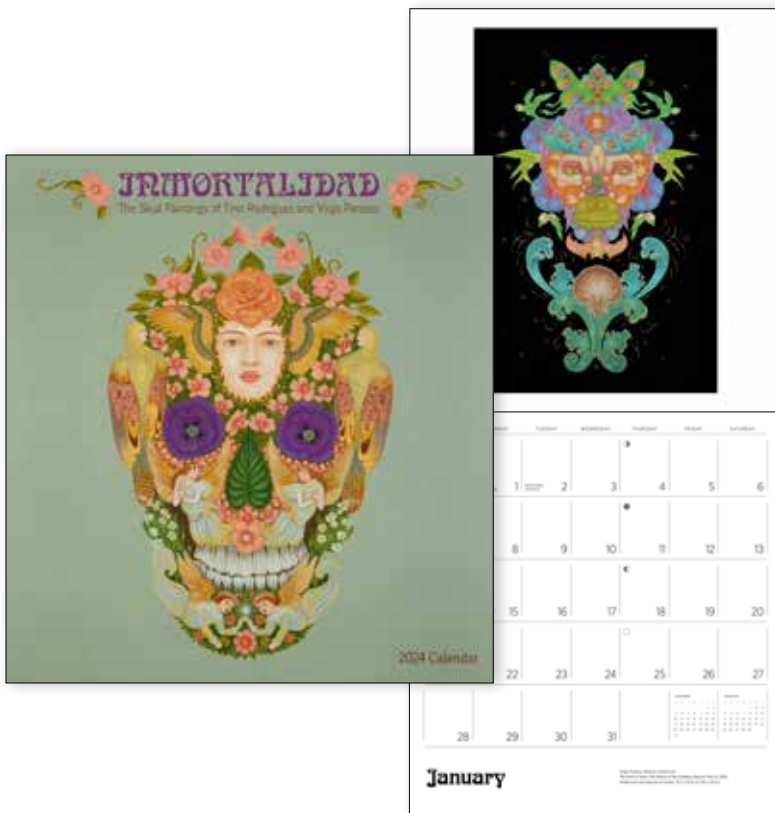 INMORTALIDAD
The Skull Paintings of Tino Rodriguez and Virgo Paraiso
2024 Calendar
TUESDAY WEDNESDAY THURSDAY FRIDAY SATURDAY
1 2 3 4 5 6
8 9 10 11 12 13
15 16 17 18 19 20
22 23 24 25 26 27
28 29 30 31
January